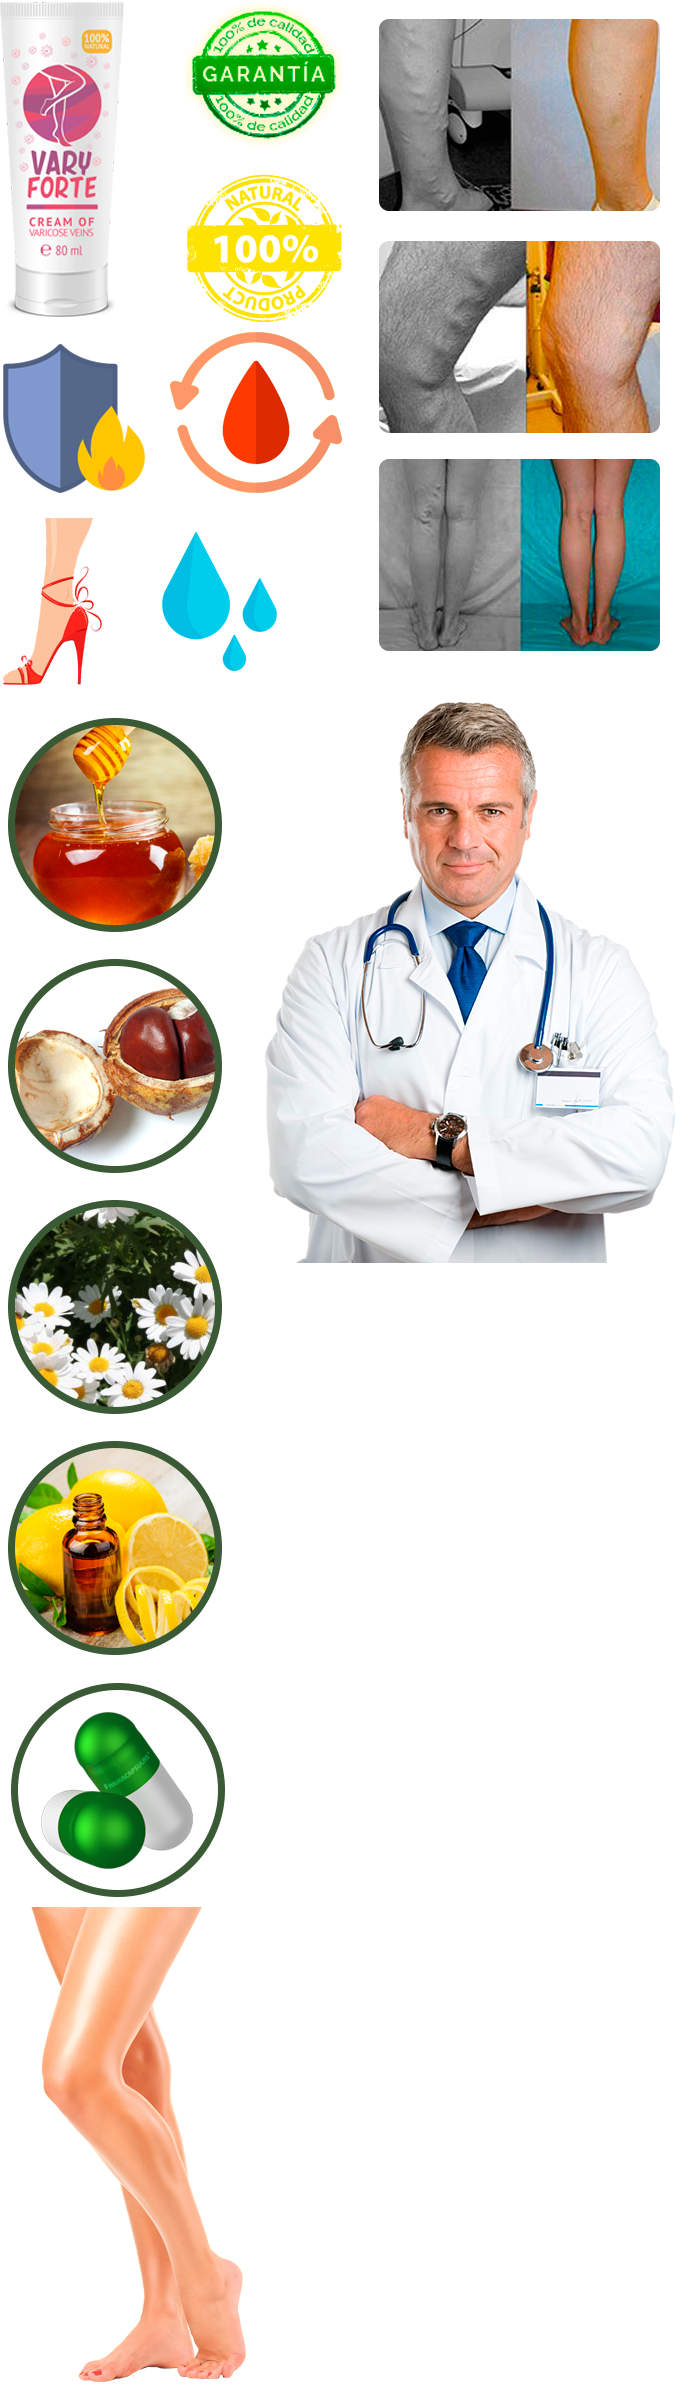 100%
NATURAL
VARY
FORTE
CREAM OF
VARICOSE VEINS
e 80 ml
100% de calidad
GARANTÍA
100% de calidad
NATURAL
100%
PRODUCT
FARMACAPSULAS